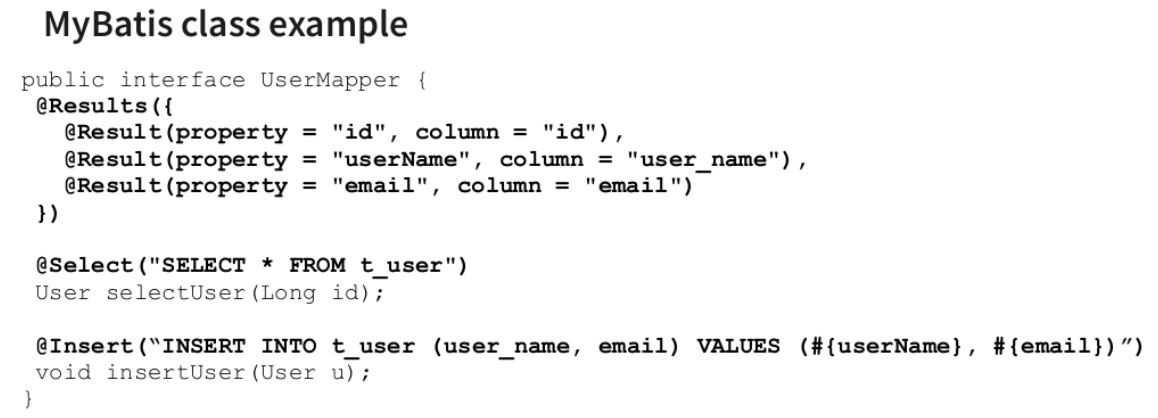 MyBatis class example
public interface UserMapper {
@Results({
@Result(property = "id", column = "id"),
@Result(property = "userName", column = "user_name"),
@Result(property = "email", column = "email")
})
@Select("SELECT * FROM t_user")
User selectUser(Long id);
@Insert(“INSERT INTO t_user (user_name, email) VALUES (#{userName}, #{email})”)
void insertUser(User u);
}